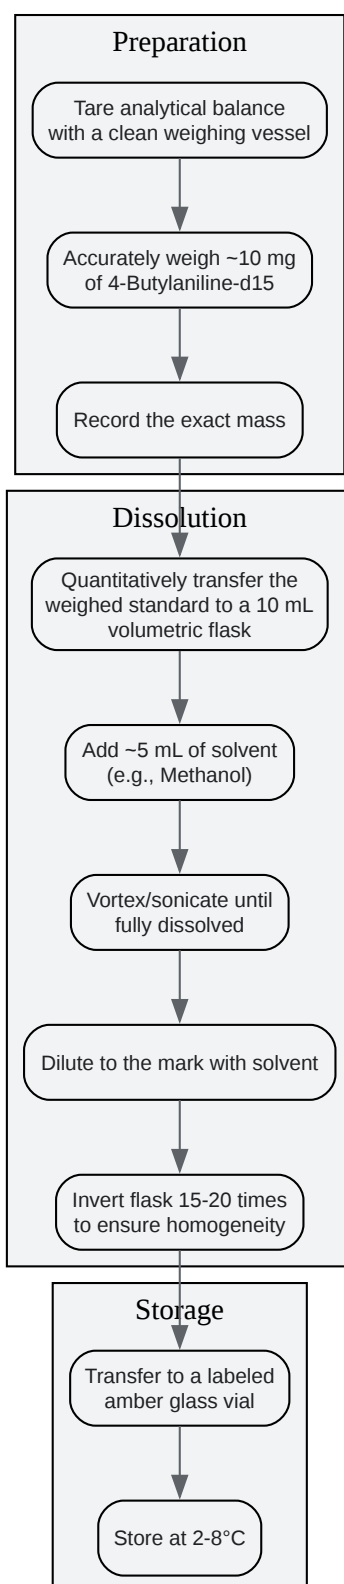 Preparation
Tare analytical balance
with a clean weighing vessel
Accurately weigh ~10 mg
of 4-Butylaniline-d15
Record the exact mass
Dissolution
Quantitatively transfer the
weighed standard to a 10 mL
volumetric flask
Add ~5 mL of solvent
(e.g., Methanol)
Vortex/sonicate until
fully dissolved
Dilute to the mark with solvent
Invert flask 15-20 times
to ensure homogeneity
Storage
Transfer to a labeled
amber glass vial
Store at 2-8°C